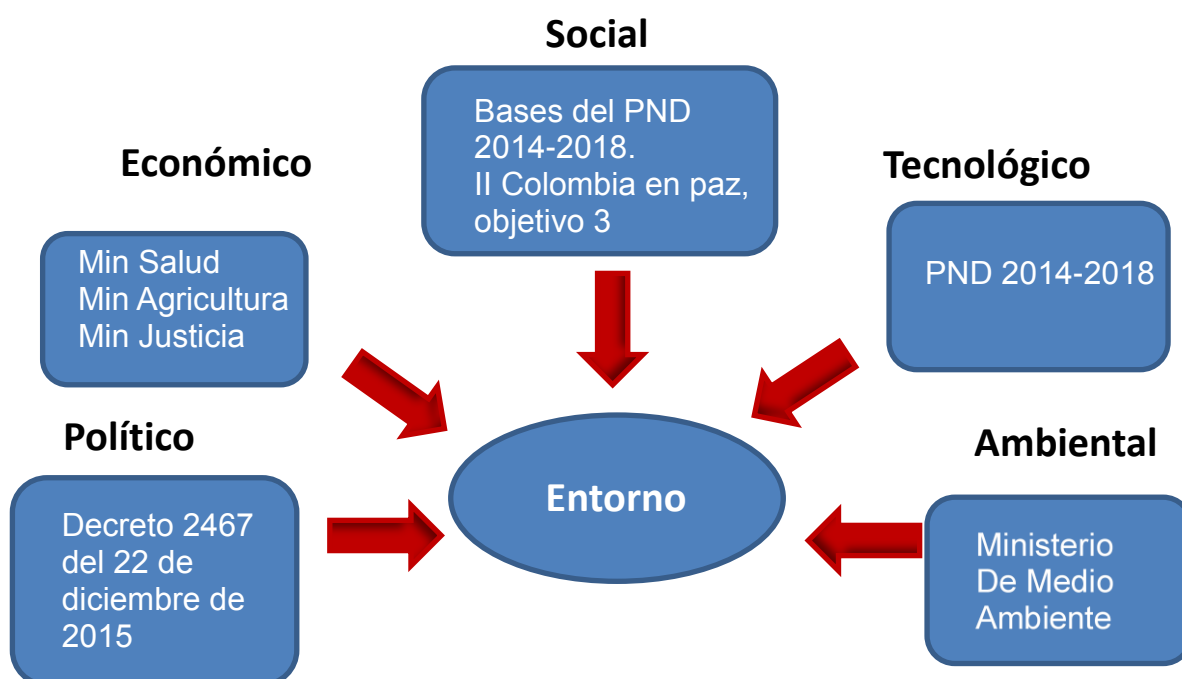 Social
Bases del PND
2014-2018.
II Colombia en paz,
objetivo 3
Económico
Min Salud
Min Agricultura
Min Justicia
Tecnológico
PND 2014-2018
Político
Decreto 2467
del 22 de
diciembre de
2015
Entorno
Ambiental
Ministerio
De Medio
Ambiente